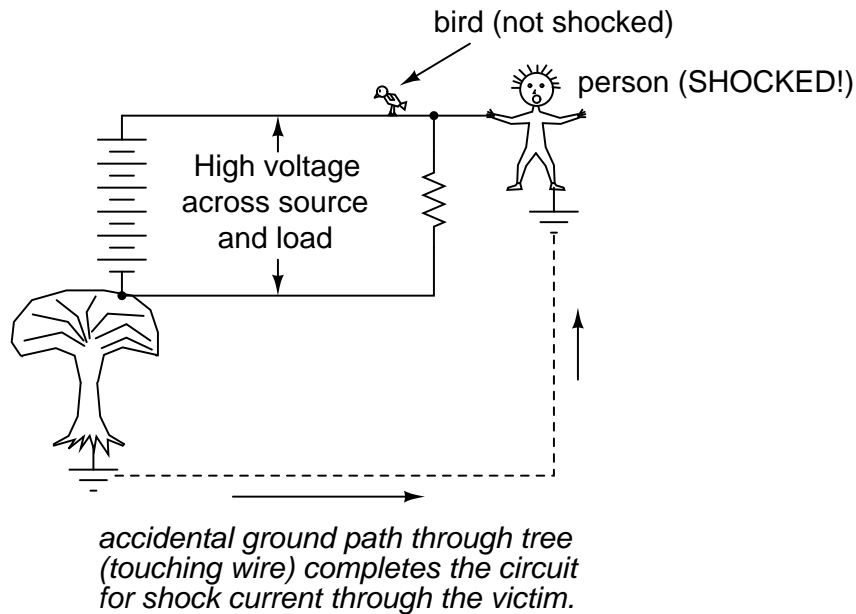 bird (not shocked)
person (SHOCKED!)
High voltage
across source
and load
accidental ground path through tree
(touching wire) completes the circuit
for shock current through the victim.